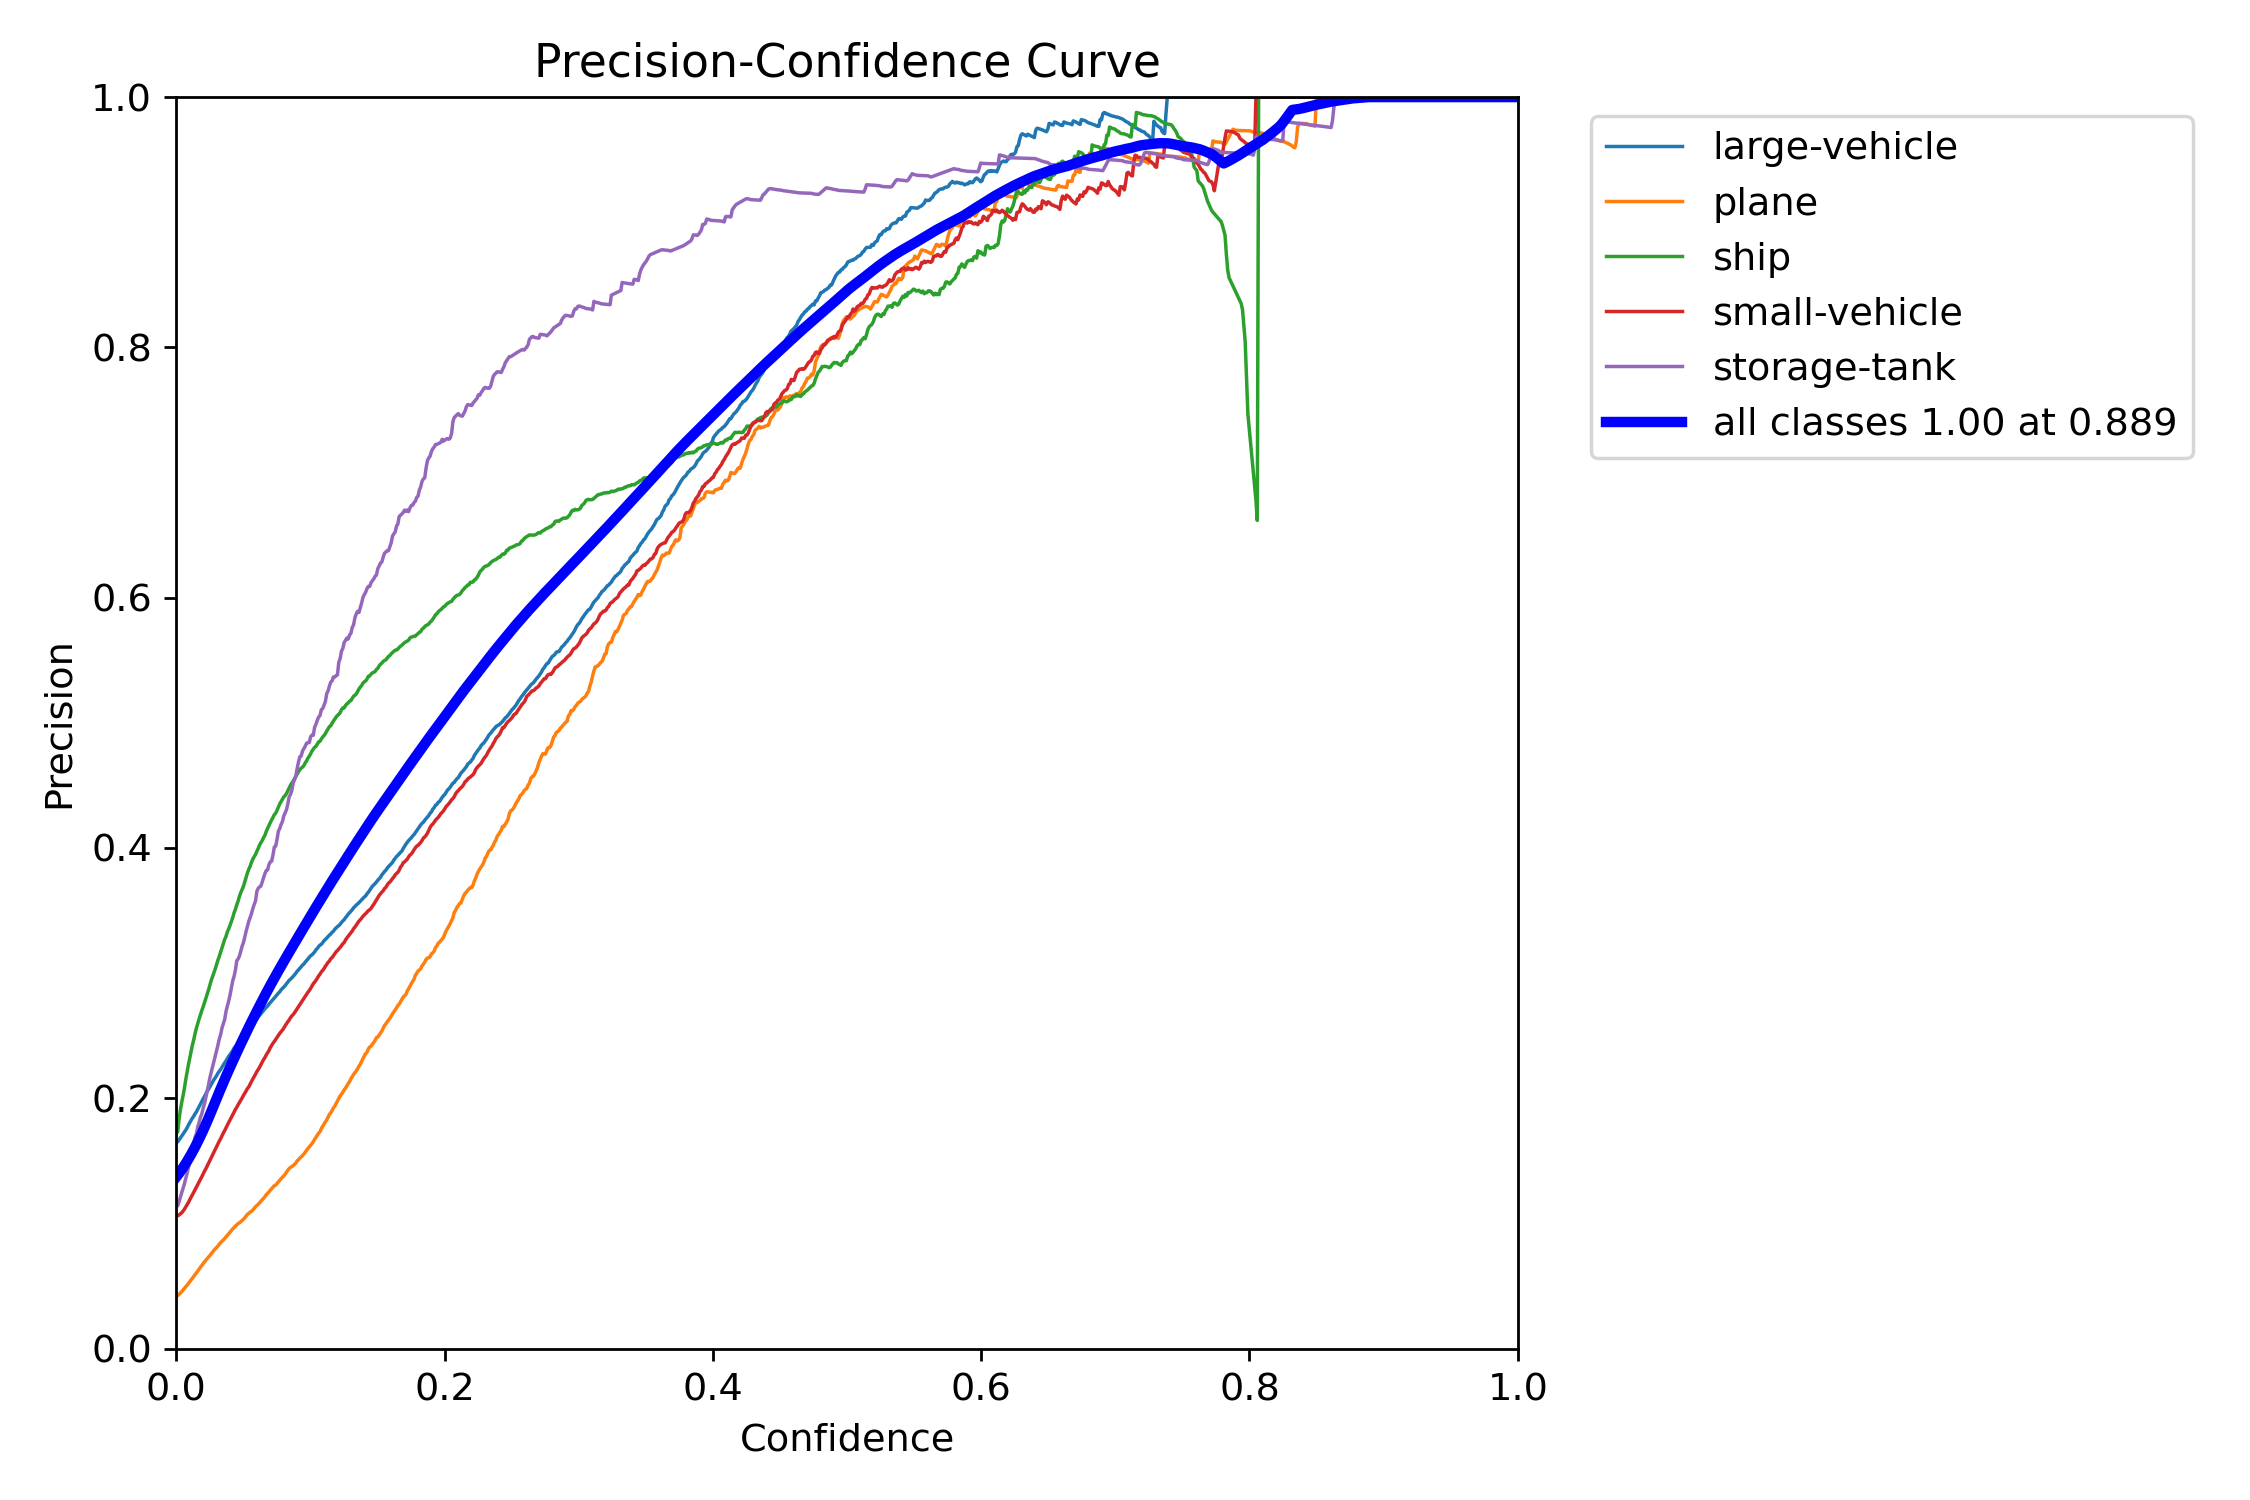 Precision-Confidence Curve
1.0
0.8
0.6
0.4
0.2
0.0
Precision
0.0 0.2 0.4 0.6 0.8 1.0
Confidence
large-vehicle
plane
ship
small-vehicle
storage-tank
all classes 1.00 at 0.889